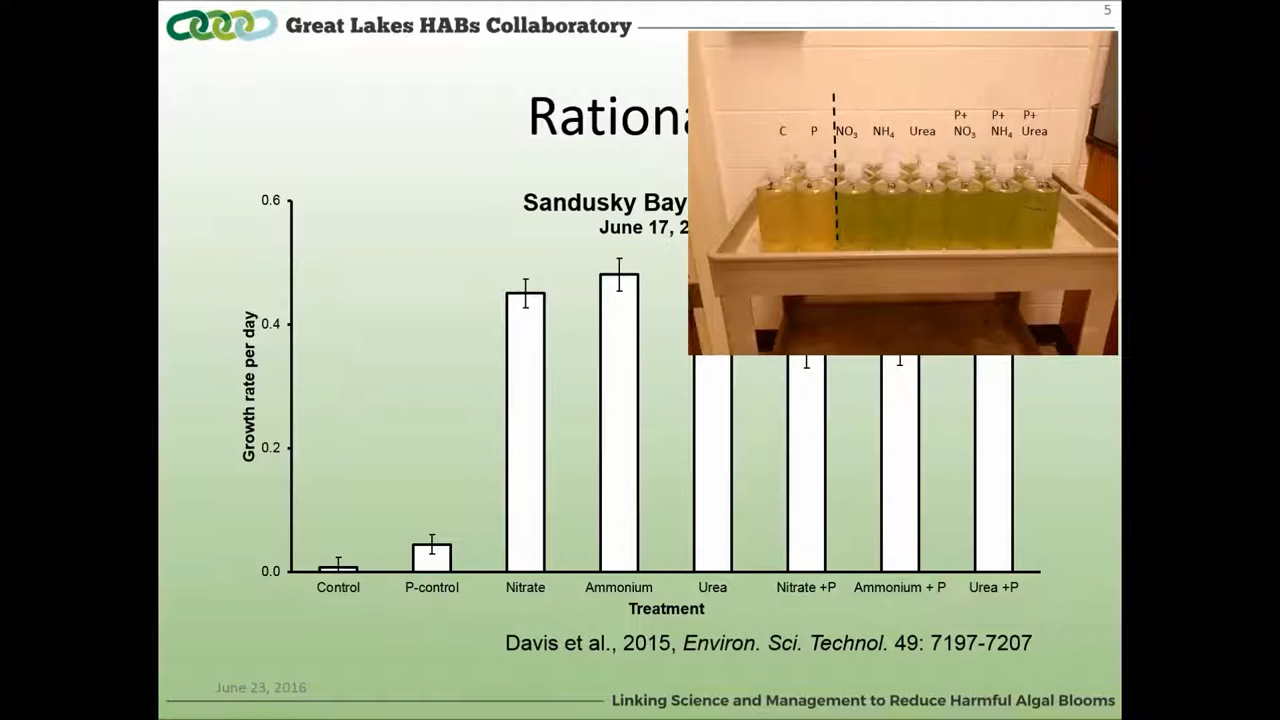 5
Great Lakes HABs Collaboratory
Sandusky Bay
June 17, 2
C P NO3 NH4 Urea P+ NO3 P+ NH4 P+ Urea
0.6
0.4
0.2
0.0
Growth rate per day
Control P-control Nitrate Ammonium Urea Nitrate +P Ammonium + P Urea +P
Treatment
Davis et al., 2015, Environ. Sci. Technol. 49: 7197-7207
June 23, 2016
Linking Science and Management to Reduce Harmful Algal Blooms